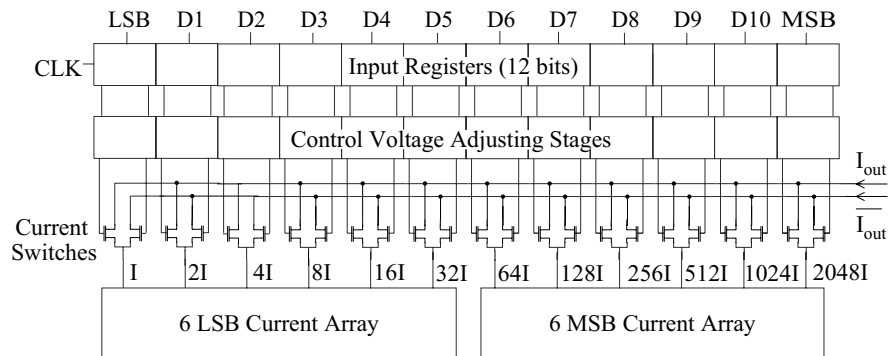 LSB D1 D2 D3 D4 D5 D6 D7 D8 D9 D10 MSB
CLK
Input Registers (12 bits)
Control Voltage Adjusting Stages
Iout
Iout
Current
Switches
I 2I 4I 8I 16I 32I 64I 128I 256I 512I 1024I 2048I
6 LSB Current Array
6 MSB Current Array